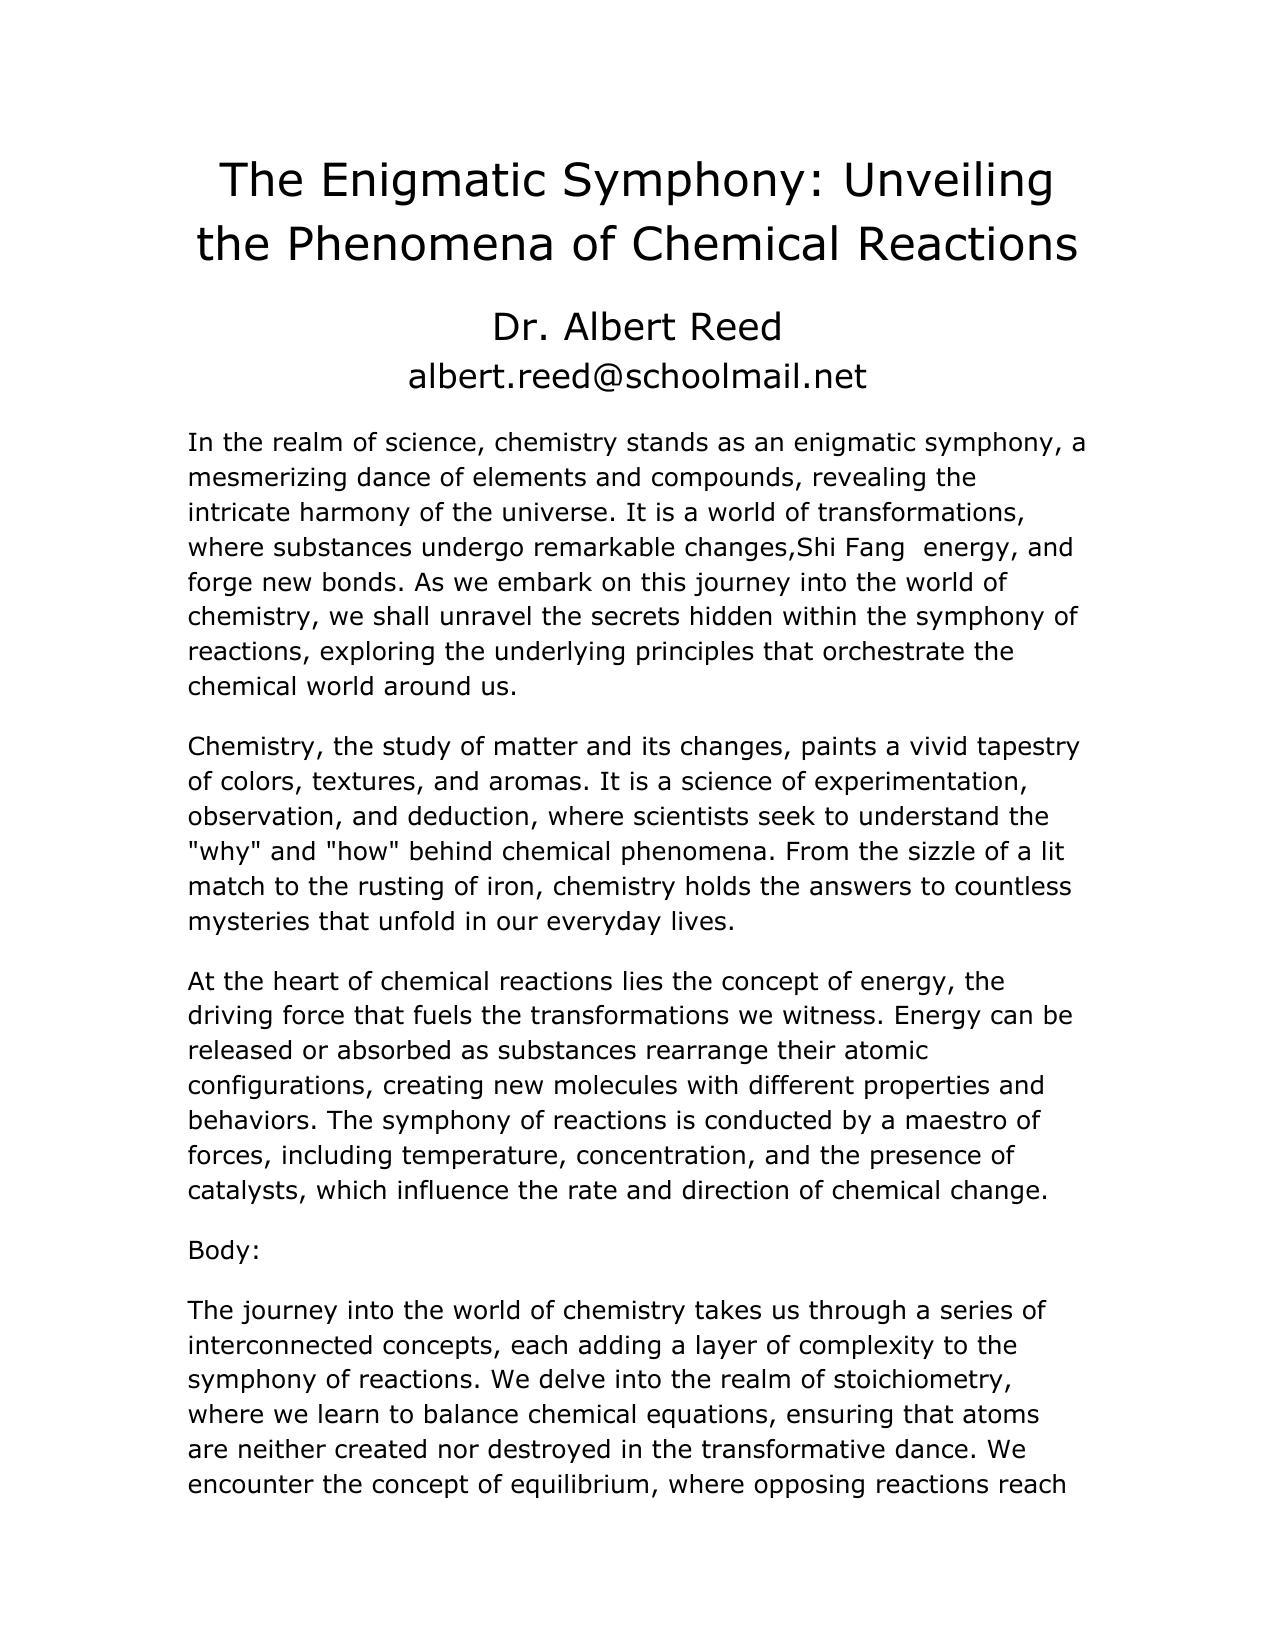 The Enigmatic Symphony: Unveiling
the Phenomena of Chemical Reactions
Dr. Albert Reed
albert.reed@schoolmail.net
In the realm of science, chemistry stands as an enigmatic symphony, a
mesmerizing dance of elements and compounds, revealing the
intricate harmony of the universe. It is a world of transformations,
where substances undergo remarkable changes,Shi Fang  energy, and
forge new bonds. As we embark on this journey into the world of
chemistry, we shall unravel the secrets hidden within the symphony of
reactions, exploring the underlying principles that orchestrate the
chemical world around us.
Chemistry, the study of matter and its changes, paints a vivid tapestry
of colors, textures, and aromas. It is a science of experimentation,
observation, and deduction, where scientists seek to understand the
"why" and "how" behind chemical phenomena. From the sizzle of a lit
match to the rusting of iron, chemistry holds the answers to countless
mysteries that unfold in our everyday lives.
At the heart of chemical reactions lies the concept of energy, the
driving force that fuels the transformations we witness. Energy can be
released or absorbed as substances rearrange their atomic
configurations, creating new molecules with different properties and
behaviors. The symphony of reactions is conducted by a maestro of
forces, including temperature, concentration, and the presence of
catalysts, which influence the rate and direction of chemical change.
Body:
The journey into the world of chemistry takes us through a series of
interconnected concepts, each adding a layer of complexity to the
symphony of reactions. We delve into the realm of stoichiometry,
where we learn to balance chemical equations, ensuring that atoms
are neither created nor destroyed in the transformative dance. We
encounter the concept of equilibrium, where opposing reactions reach